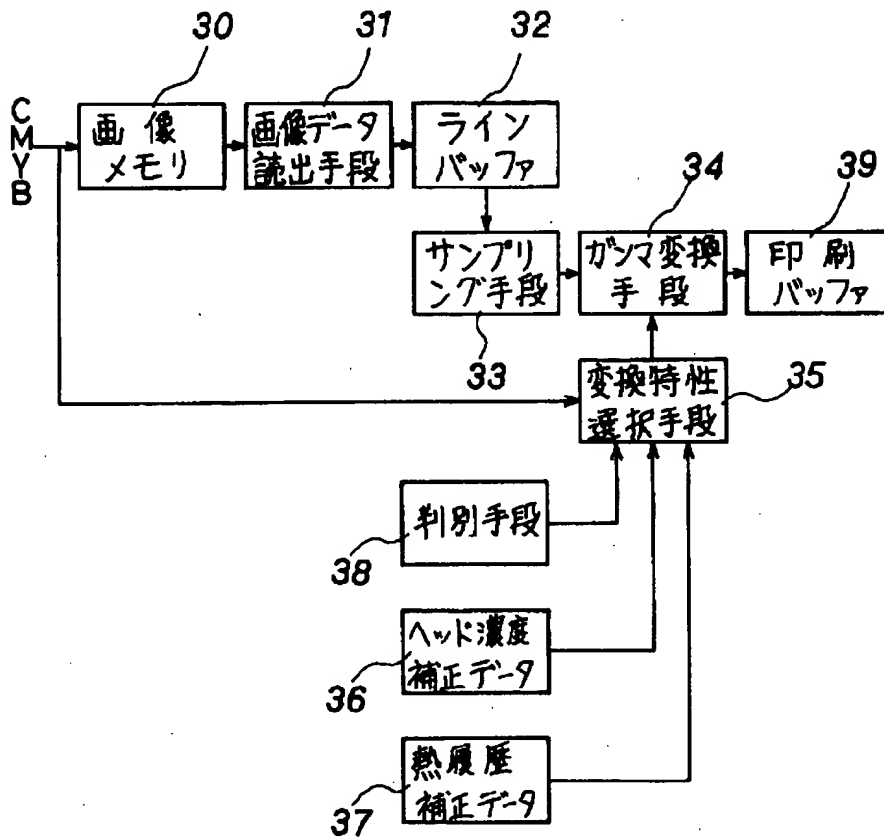 30
31
32
C
M
Y
B
画像
メモリ
画像データ
読出手段
ライン
バッファ
34
39
サンプリ
ング手段
ガンマ変換
手段
印刷
バッファ
33
変換特性
選択手段
35
判別手段
38
ヘッド濃度
補正データ
36
熱履歴
補正データ
37